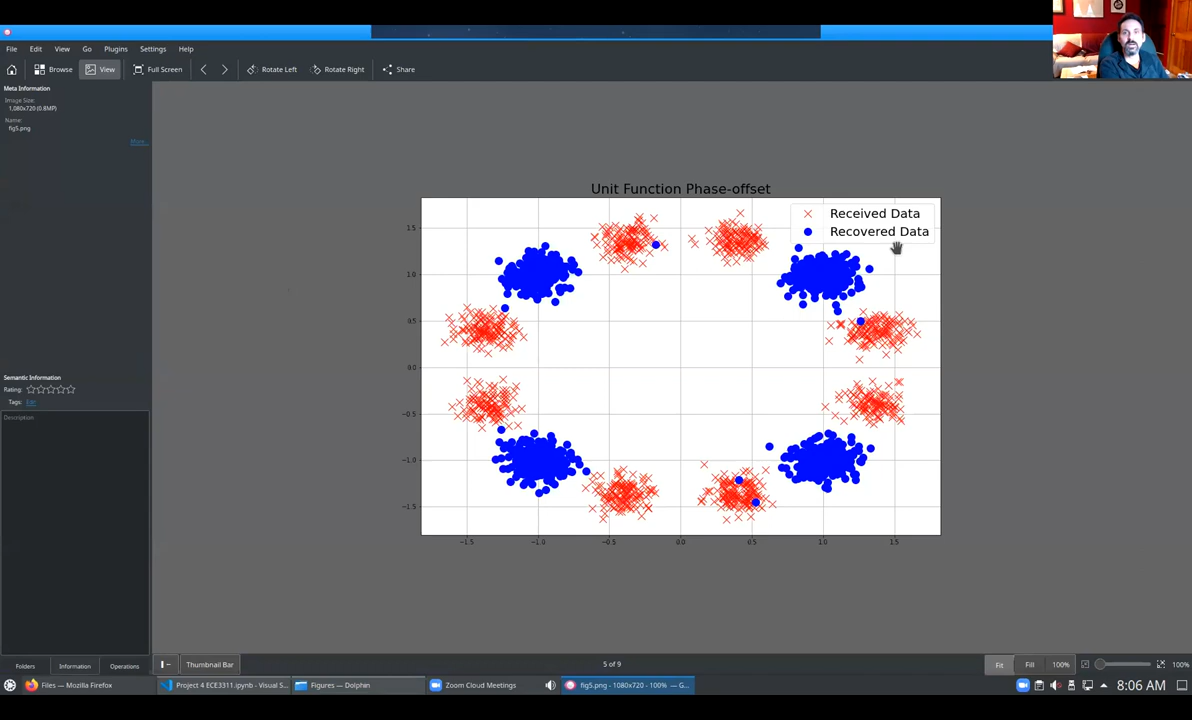 File Edit View Go Plugins Settings Help
Browse View Full Screen Rotate Left Rotate Right Share
Meta Information
Image Size:
1,080x720 (0.8MP)
Name:
fig5.png
More...
Semantic Information
Rating:
Tags: Edit
Description
Unit Function Phase-offset
Received Data
Recovered Data
1.5
1.0
0.5
0.0
−0.5
−1.0
−1.5
−1.5 −1.0 −0.5 0.0 0.5 1.0 1.5
Folders Information Operations
Thumbnail Bar
5 of 9
Fit Fill 100% 100%
Files — Mozilla Firefox
Project 4 ECE3311.ipynb - Visual S...
Figures — Dolphin
Zoom Cloud Meetings
fig5.png - 1080x720 - 100% — G...
8:06 AM